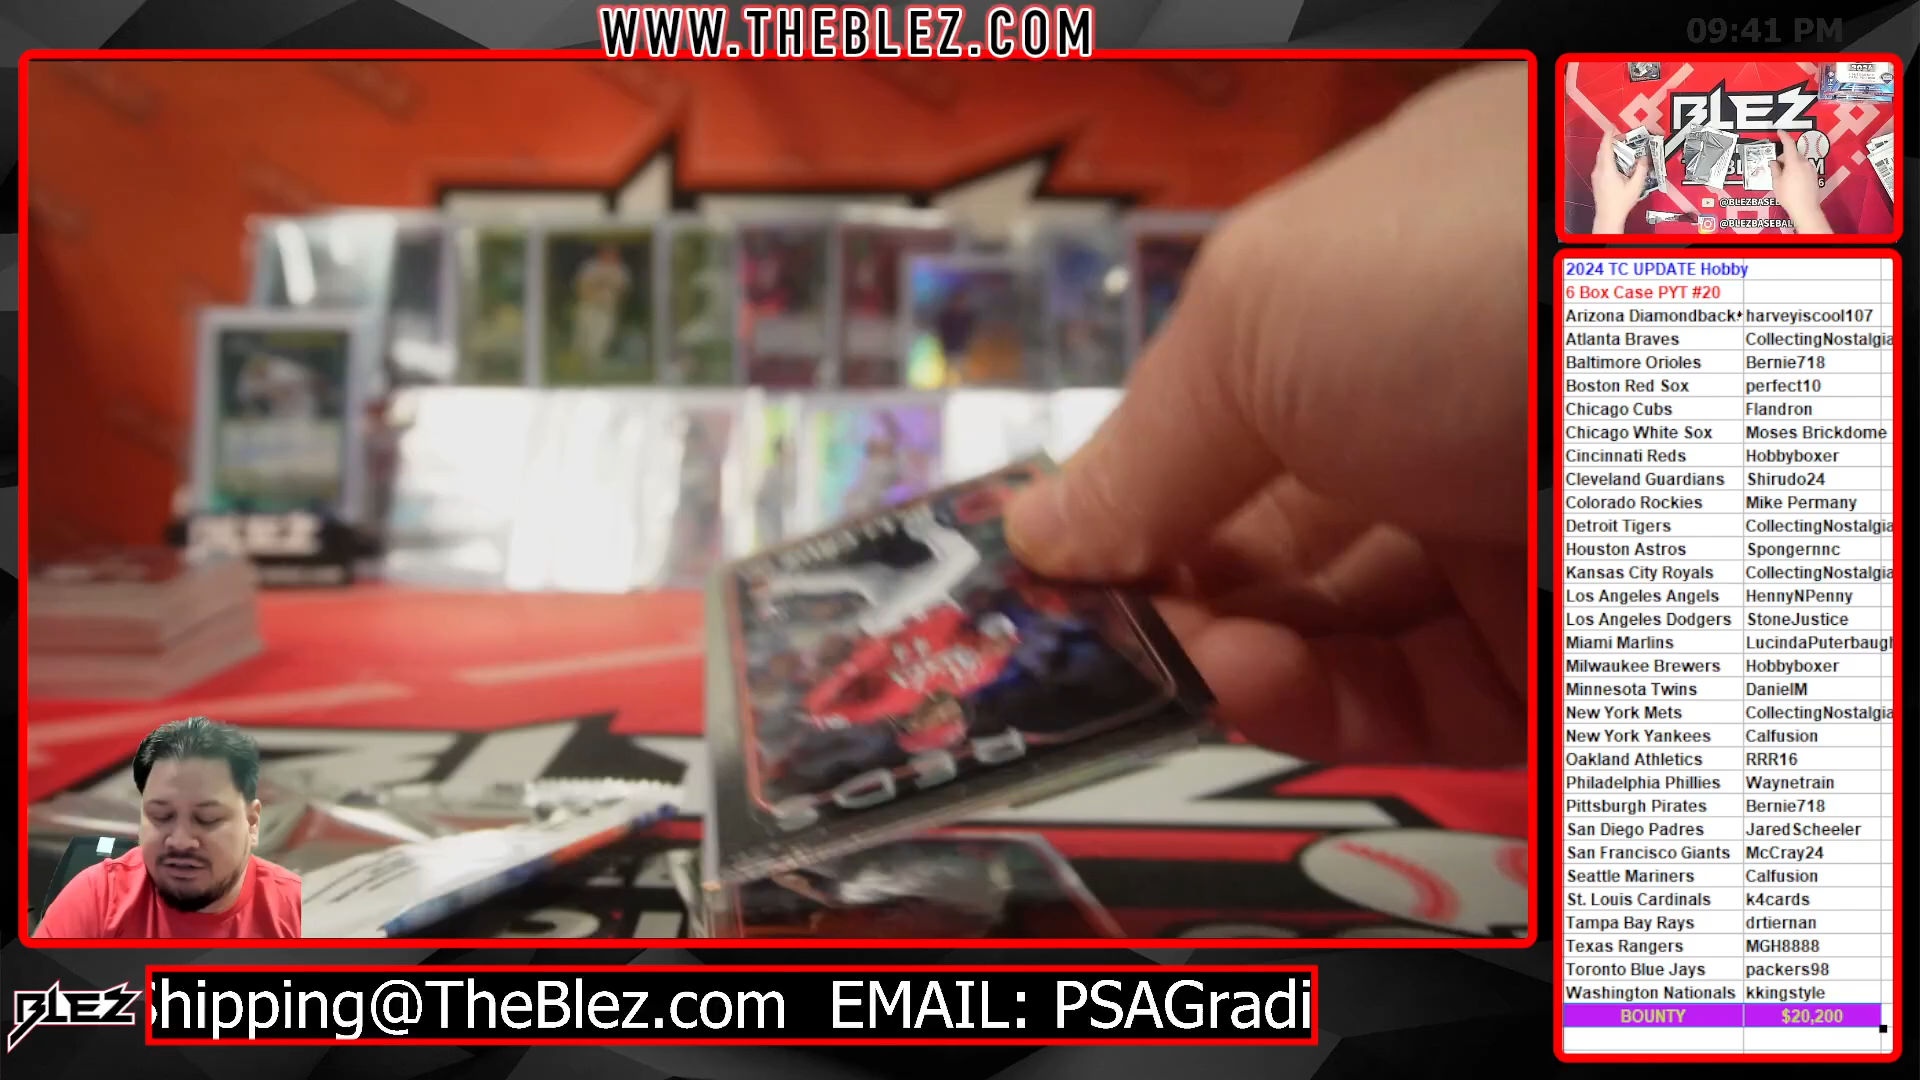 WWW.THEBLEZ.COM
09:41 PM
BLEZ
@BLEZBASEB
@BLEZBASEBAL
2024 TC UPDATE Hobby
6 Box Case PYT #20
Arizona Diamondback harveyiscool107
Atlanta Braves CollectingNostalgia
Baltimore Orioles Bernie718
Boston Red Sox perfect10
Chicago Cubs Flandron
Chicago White Sox Moses Brickdome
Cincinnati Reds Hobbyboxer
Cleveland Guardians Shirudo24
Colorado Rockies Mike Permany
Detroit Tigers CollectingNostalgia
Houston Astros Spongernnc
Kansas City Royals CollectingNostalgia
Los Angeles Angels HennyNPenny
Los Angeles Dodgers StoneJustice
Miami Marlins LucindaPuterbaugh
Milwaukee Brewers Hobbyboxer
Minnesota Twins DanielM
New York Mets CollectingNostalgia
New York Yankees Calfusion
Oakland Athletics RRR16
Philadelphia Phillies Waynetrain
Pittsburgh Pirates Bernie718
San Diego Padres JaredScheeler
San Francisco Giants McCray24
Seattle Mariners Calfusion
St. Louis Cardinals k4cards
Tampa Bay Rays drtiernan
Texas Rangers MGH8888
Toronto Blue Jays packers98
Washington Nationals kkingstyle
BOUNTY $20,200
BLEZ
Shipping@TheBlez.com EMAIL: PSAGradi